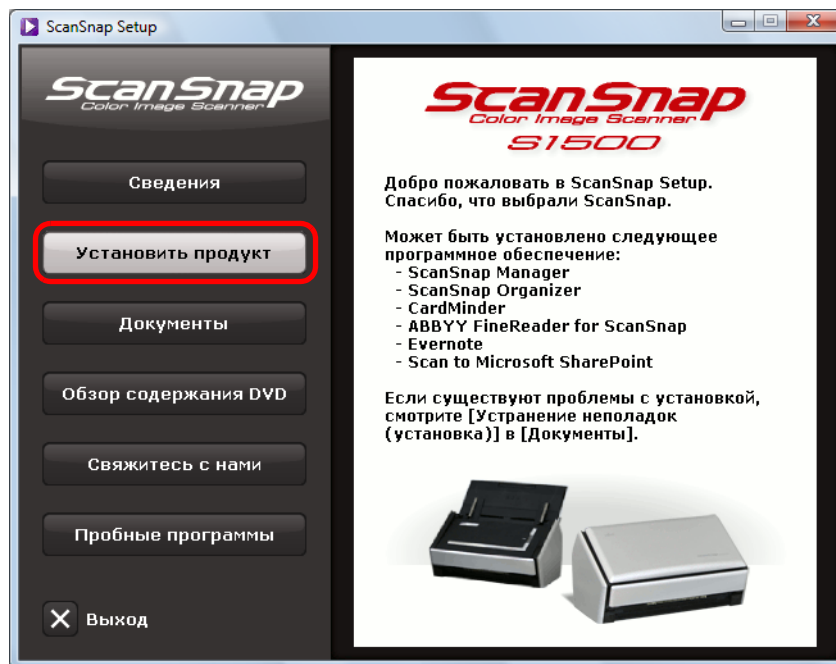 ScanSnap Setup
ScanSnap
Color Image Scanner
Сведения
Установить продукт
Документы
Обзор содержания DVD
Свяжитесь с нами
Пробные программы
Выход
ScanSnap
Color Image Scanner
S1500
Добро пожаловать в ScanSnap Setup.
Спасибо, что выбрали ScanSnap.
Может быть установлено следующее
программное обеспечение:
- ScanSnap Manager
- ScanSnap Organizer
- CardMinder
- ABBYY FineReader for ScanSnap
- Evernote
- Scan to Microsoft SharePoint
Если существуют проблемы с установкой,
смотрите [Устранение неполадок
(установка)] в [Документы].